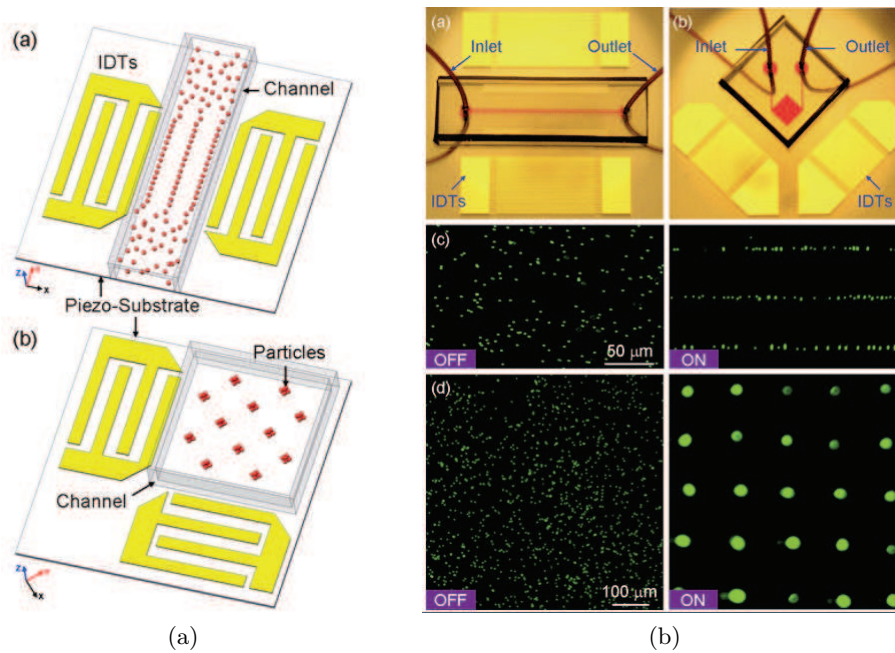 (a)
IDTs
Channel
z
x
Piezo-Substrate
(b)
Particles
Channel
z
x
(a)
(a)
Inlet
Outlet
IDTs
(b)
Inlet
Outlet
IDTs
(c)
OFF
50 μm
ON
(d)
OFF
100 μm
ON
(b)